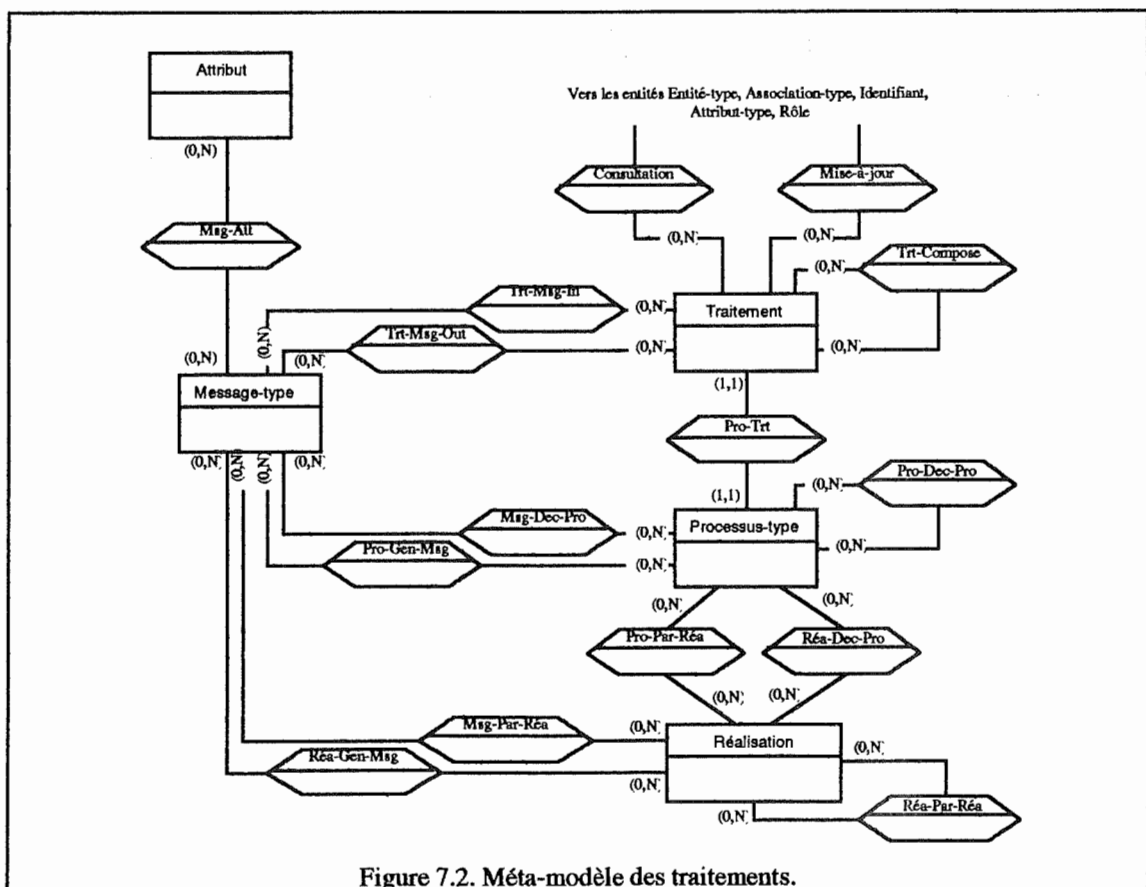 Attribut
Vers les entités Entité-type, Association-type, Identifiant,
Attribut-type, Rôle
(0,N)
Consultation
Mise-à-jour
Msg-Att
(0,N)
(0,N)
(0,N)
Trt-Compose
Trt-Msg-In
(0,N)
Traitement
(0,N)
Trt-Msg-Out
(0,N)
(0,N)
(0,N)
(0,N)
(0,N)
Message-type
(1,1)
Pro-Trt
(0,N)
(0,N)
(0,N)
(0,N)
Pro-Dec-Pro
(1,1)
(0,N)
Msg-Dec-Pro
(0,N)
Processus-type
Pro-Gen-Msg
(0,N)
(0,N)
(0,N)
(0,N)
Pro-Par-Réa
Réa-Dec-Pro
(0,N)
(0,N)
Msg-Par-Réa
(0,N)
Réalisation
(0,N)
Réa-Gen-Msg
(0,N)
(0,N)
Réa-Par-Réa
Figure 7.2. Méta-modèle des traitements.